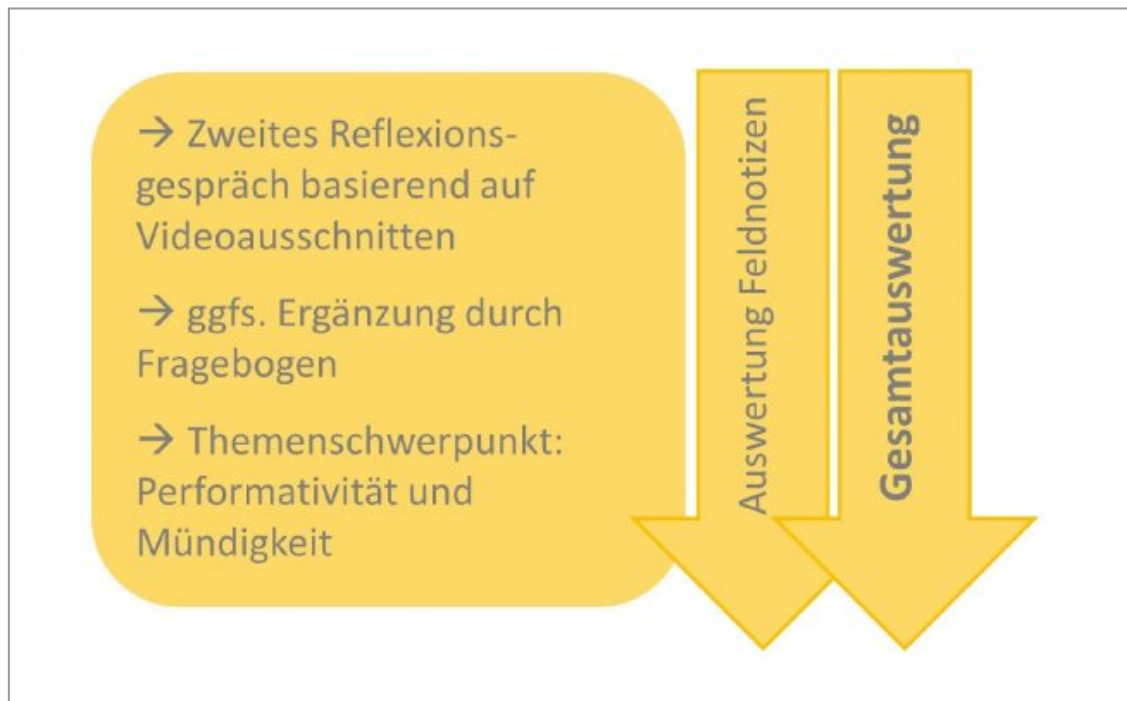 → Zweites Reflexions-
gespräch basierend auf
Videoausschnitten
→ ggfs. Ergänzung durch
Fragebogen
→ Themenschwerpunkt:
Performativität und
Mündigkeit
Auswertung Feldnotizen
Gesamtauswertung